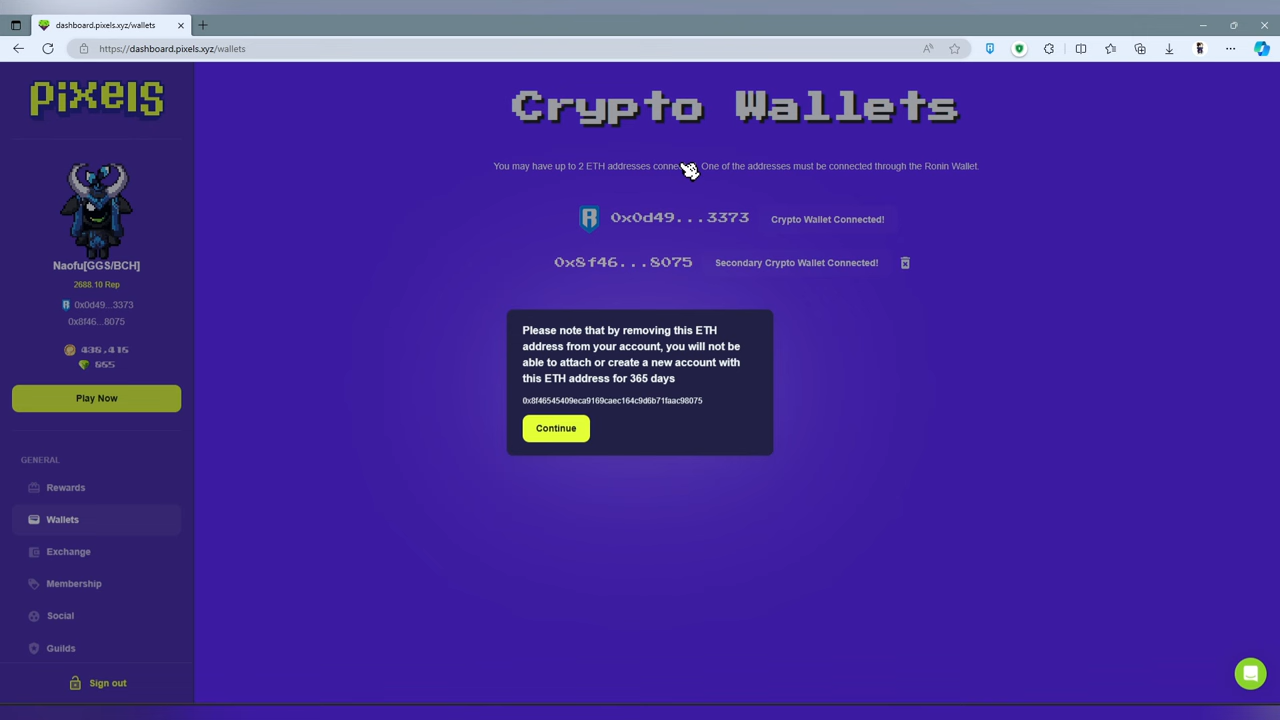 dashboard.pixels.xyz/wallets
https://dashboard.pixels.xyz/wallets
pixels
Naofu[GGS/BCH]
2688.10 Rep
0x0d49...3373
0x8f46...8075
430,416
065
Play Now
GENERAL
Rewards
Wallets
Exchange
Membership
Social
Guilds
Sign out
Crypto Wallets
You may have up to 2 ETH addresses One of the addresses must be connected through the Ronin Wallet.
0x0d49...3373 Crypto Wallet Connected!
0x8f46...8075 Secondary Crypto Wallet Connected!
Please note that by removing this ETH
address from your account, you will not be
able to attach or create a new account with
this ETH address for 365 days
0x8f46545409eca9169caec164c9d6b71faac98075
Continue